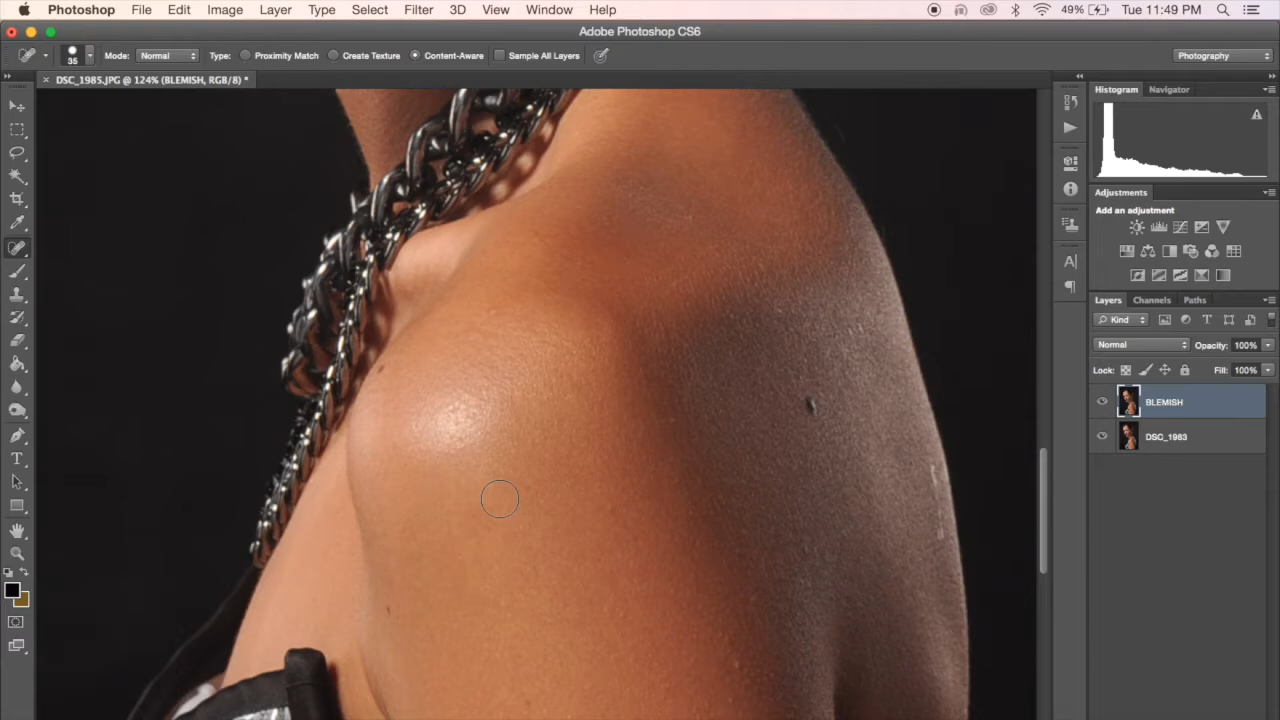 Photoshop File Edit Image Layer Type Select Filter 3D View Window Help 49% Tue 11:49 PM
Adobe Photoshop CS6
35 Mode: Normal Type: Proximity Match Create Texture Content-Aware Sample All Layers Photography
DSC_1985.JPG @ 124% (BLEMISH, RGB/8) *
Histogram Navigator
Adjustments
Add an adjustment
Layers Channels Paths
Kind
Normal Opacity: 100%
Lock: Fill: 100%
BLEMISH
DSC_1983